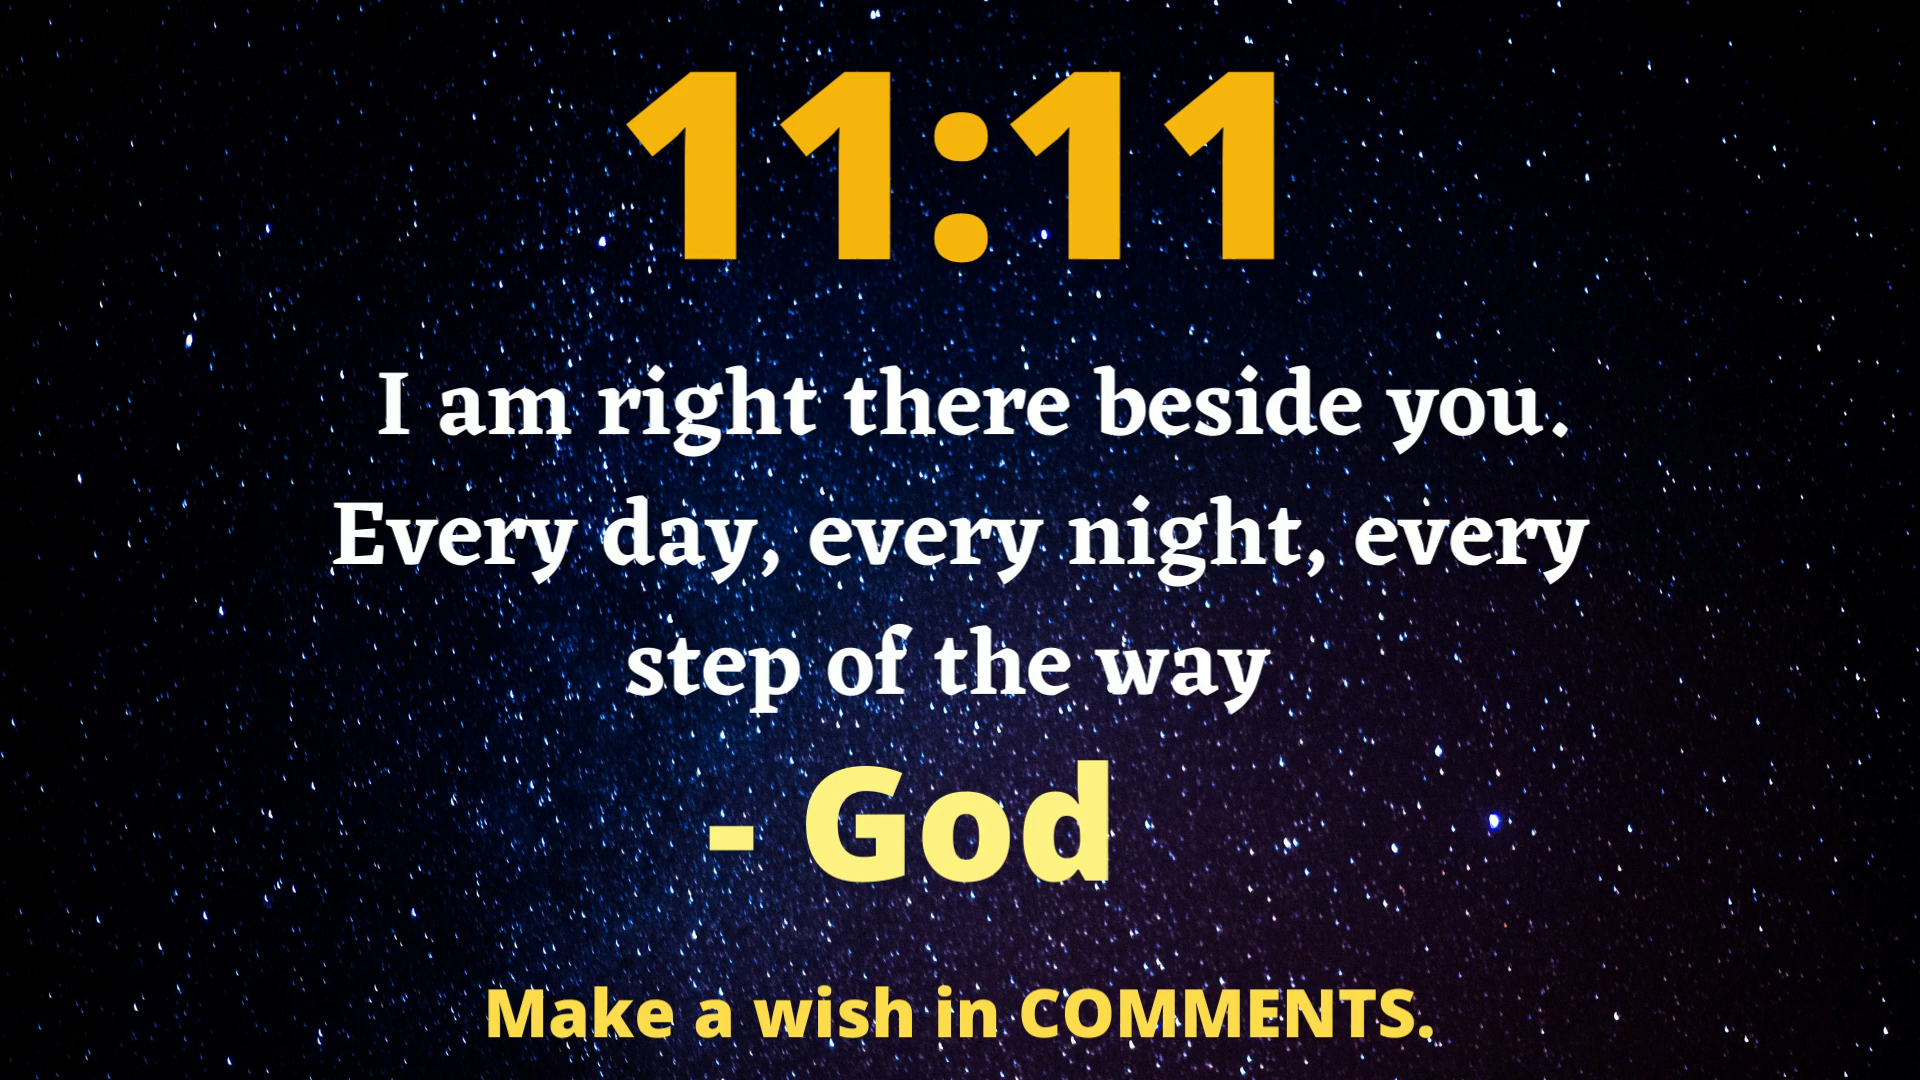 11:11
I am right there beside you.
Every day, every night, every
step of the way
- God
Make a wish in COMMENTS.